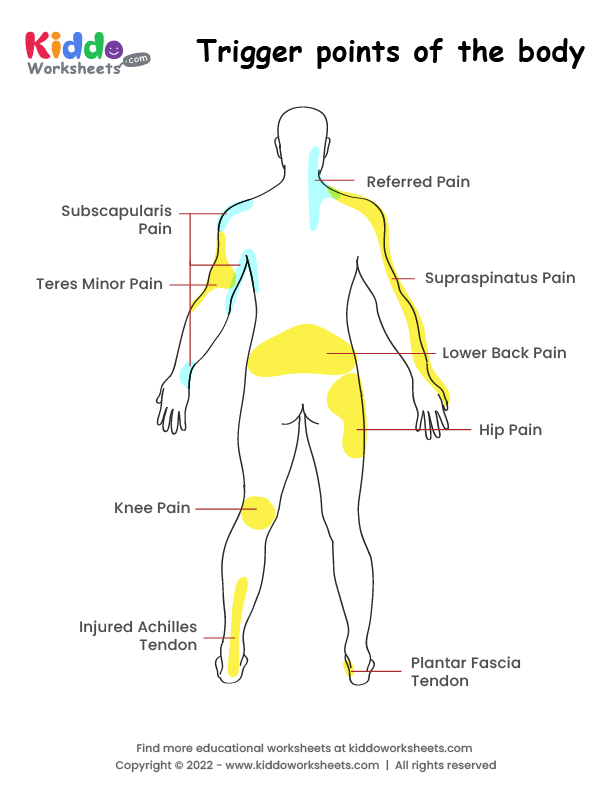 Kiddo
Worksheets .com
Trigger points of the body
Referred Pain
Subscapularis
Pain
Supraspinatus Pain
Teres Minor Pain
Lower Back Pain
Hip Pain
Knee Pain
Injured Achilles
Tendon
Plantar Fascia
Tendon
Find more educational worksheets at kiddoworksheets.com
Copyright © 2022 - www.kiddoworksheets.com | All rights reserved